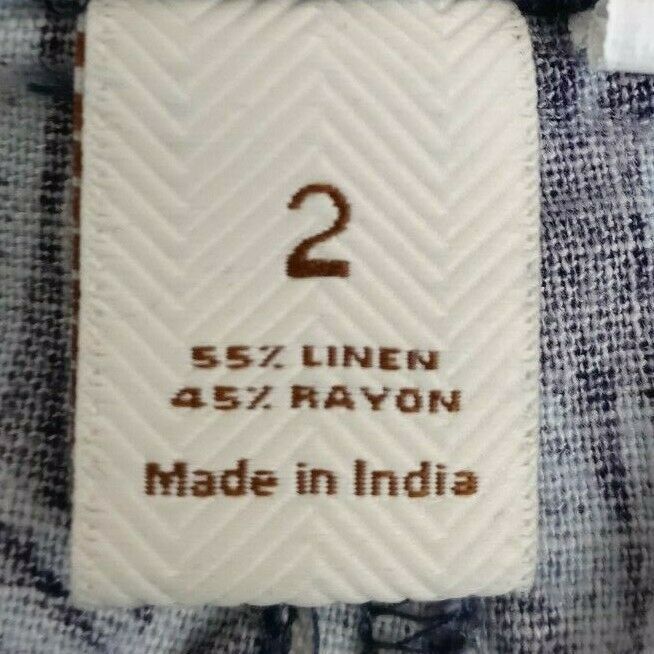 2
55% LINEN
45% RAYON
Made in India